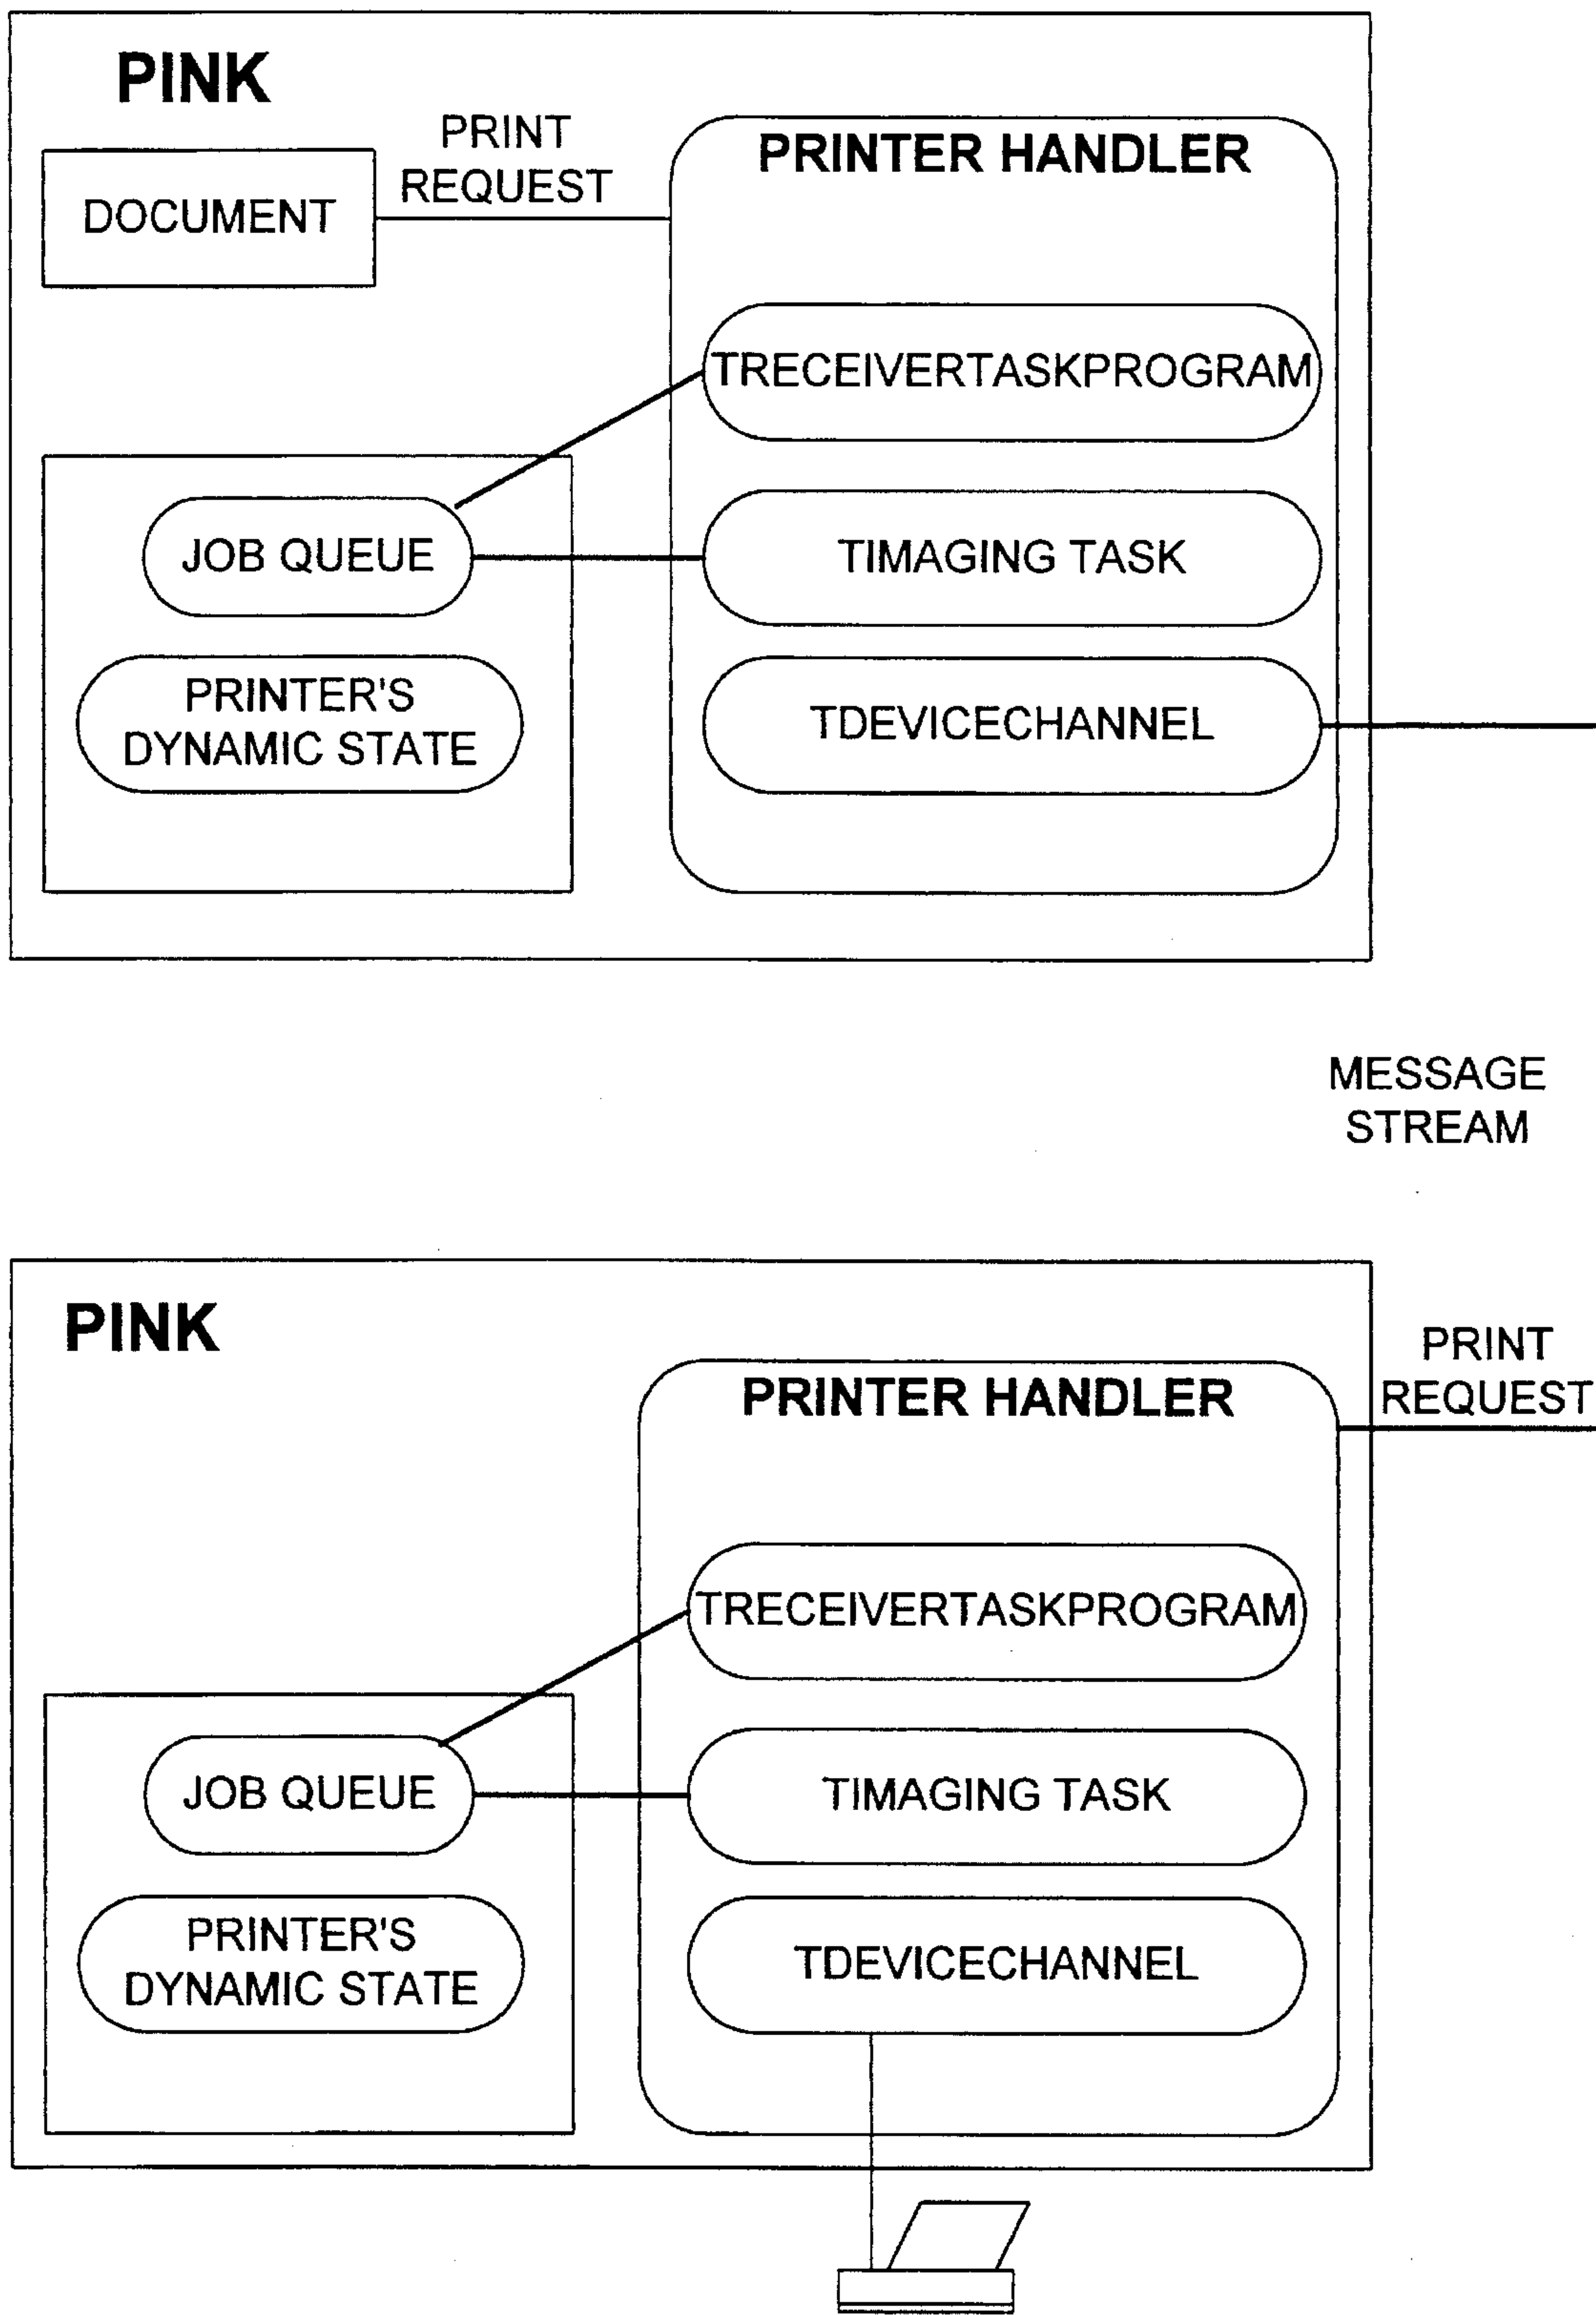 PINK
PRINT
REQUEST
PRINTER HANDLER
DOCUMENT
TRECEIVERTASKPROGRAM
JOB QUEUE
TIMAGING TASK
PRINTER'S
DYNAMIC STATE
TDEVICECHANNEL
MESSAGE
STREAM
PINK
PRINT
REQUEST
PRINTER HANDLER
TRECEIVERTASKPROGRAM
JOB QUEUE
TIMAGING TASK
PRINTER'S
DYNAMIC STATE
TDEVICECHANNEL